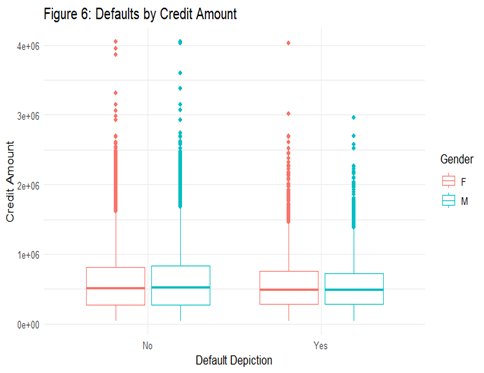 Figure 6: Defaults by Credit Amount
4e+06
3e+06
2e+06
1e+06
0e+00
Credit Amount
No
Yes
Default Depiction
Gender
F
M